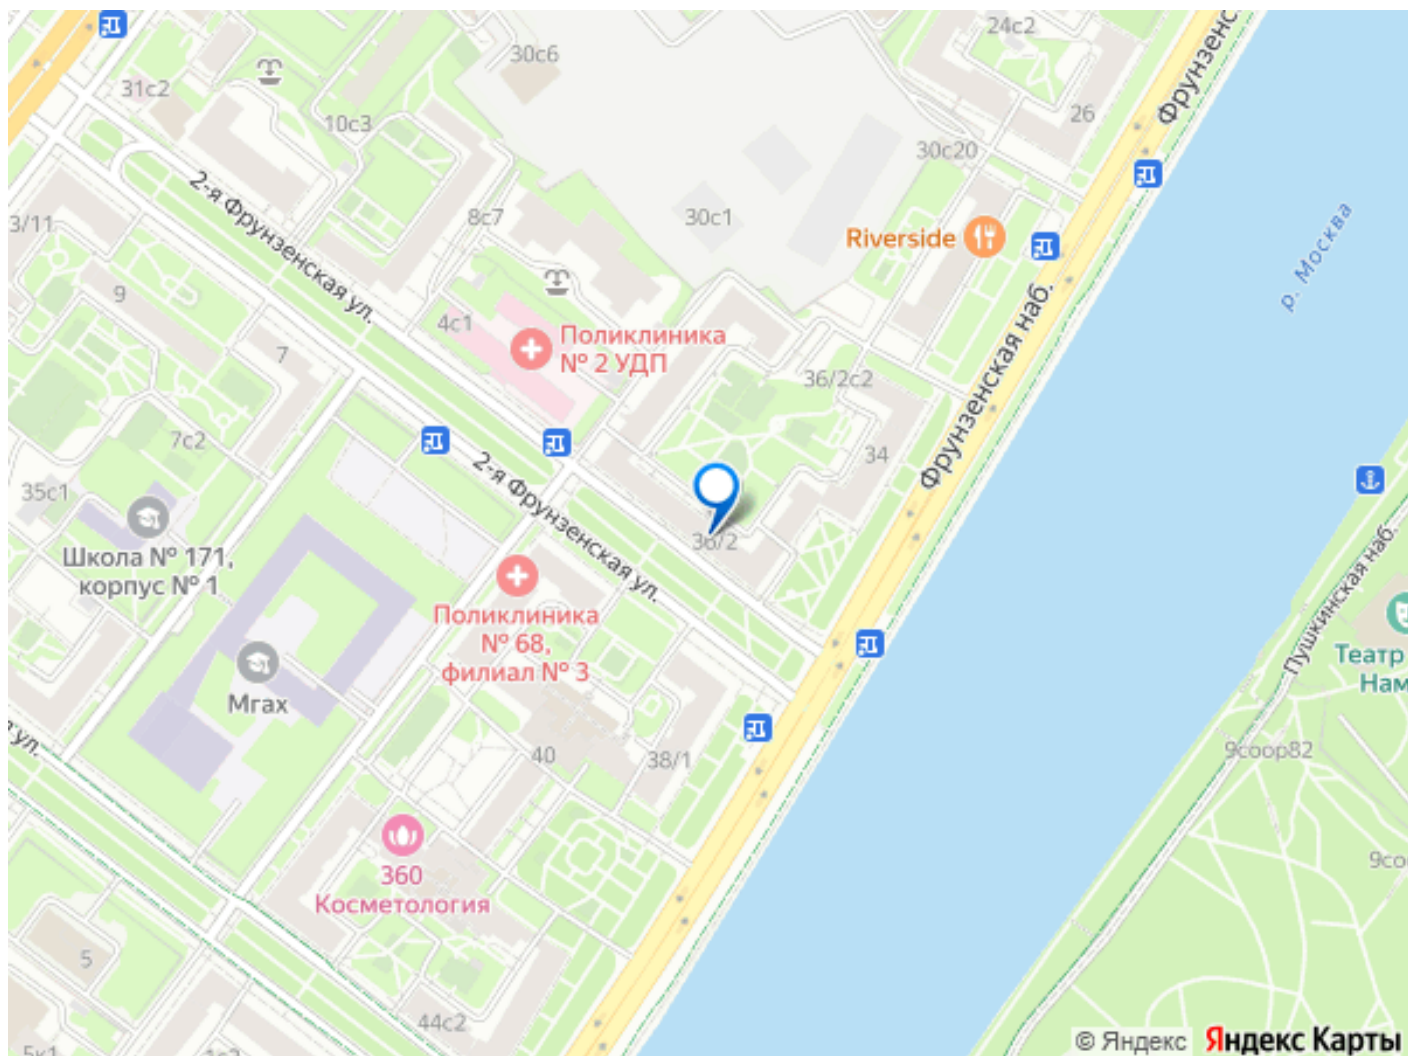 24с2
Фрунзенс
30с6
31с2
26
10с3
30с20
2-я Фрунзенская ул.
8с7
30с1
3/11
Riverside
р. Москва
9
4с1
Поликлиника
№ 2 УДП
Фрунзенская наб.
7
36/2с2
7с2
34
2-я Фрунзенская ул.
35с1
36/2
Школа № 171,
корпус № 1
Поликлиника
№ 68,
филиал № 3
Пушкинская наб.
Театр
Нам
Мгах
ул.
40
38/1
9соор82
360
Косметология
9со
5
44с2
5к1
1с2
© Яндекс Яндекс Карты